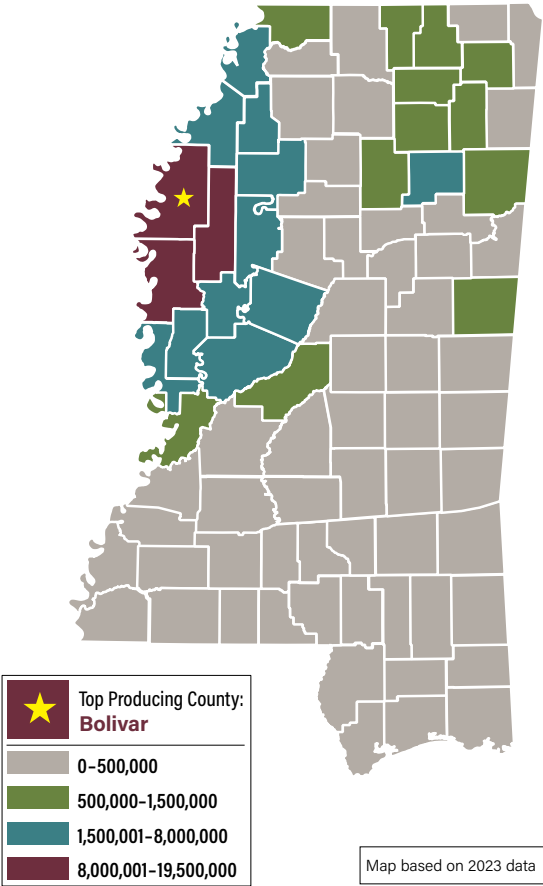 Top Producing County:
Bolivar
0–500,000
500,000–1,500,000
1,500,001–8,000,000
8,000,001–19,500,000
Map based on 2023 data